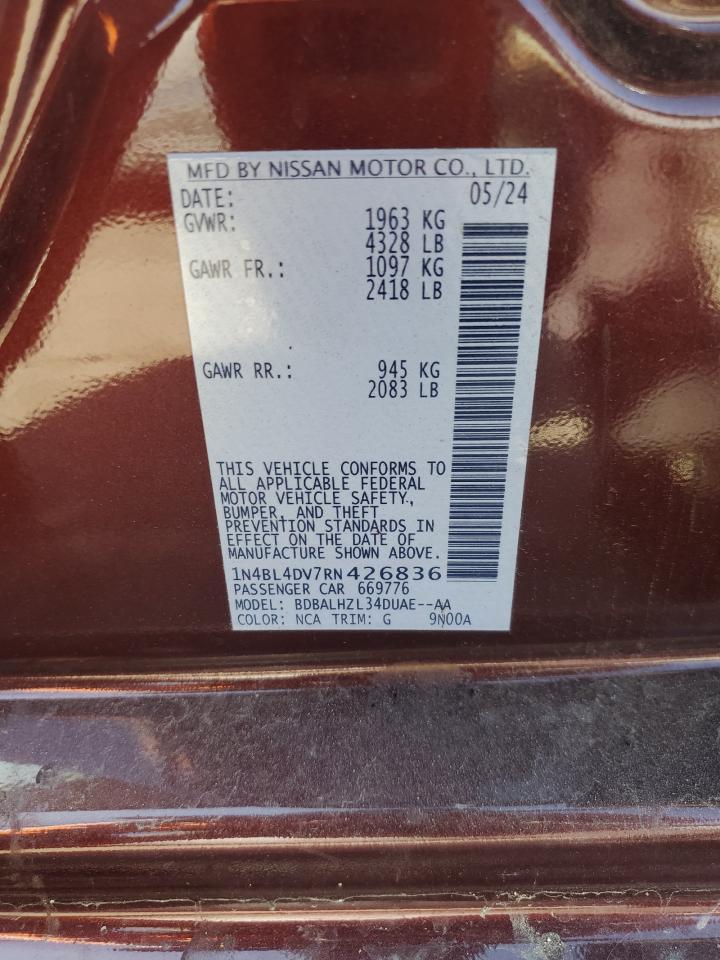 MFD BY NISSAN MOTOR CO., LTD.
DATE: 05/24
GVWR: 1963 KG
4328 LB
GAWR FR.: 1097 KG
2418 LB
GAWR RR.: 945 KG
2083 LB
THIS VEHICLE CONFORMS TO
ALL APPLICABLE FEDERAL
MOTOR VEHICLE SAFETY,
BUMPER, AND THEFT
PREVENTION STANDARDS IN
EFFECT ON THE DATE OF
MANUFACTURE SHOWN ABOVE.
1N4BL4DV7RN426836
PASSENGER CAR 669776
MODEL: BDBALHZL34DUAE--AA
COLOR: NCA TRIM: G 9N00A